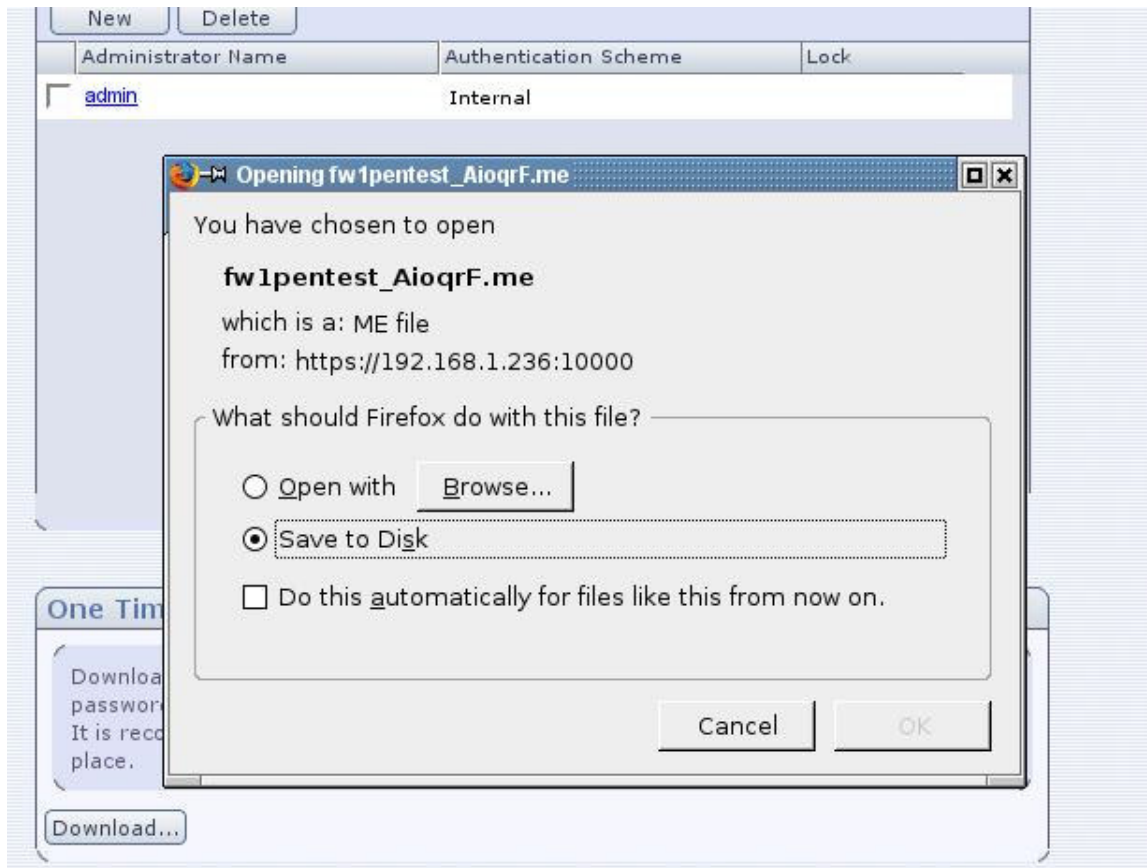 New Delete
Administrator Name Authentication Scheme Lock
admin Internal
Opening fw1pentest_AioqrF.me
You have chosen to open
fw1pentest_AioqrF.me
which is a: ME file
from: https://192.168.1.236:10000
What should Firefox do with this file?
Open with Browse...
Save to Disk
Do this automatically for files like this from now on.
One Tim
Downloa
passwor
It is reco
place.
Cancel OK
Download...